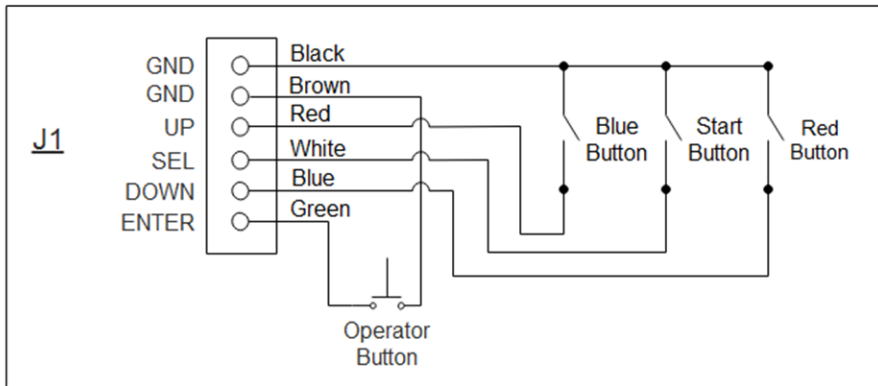 J1
GND
GND
UP
SEL
DOWN
ENTER
Black
Brown
Red
White
Blue
Green
Blue
Button
Start
Button
Red
Button
Operator
Button